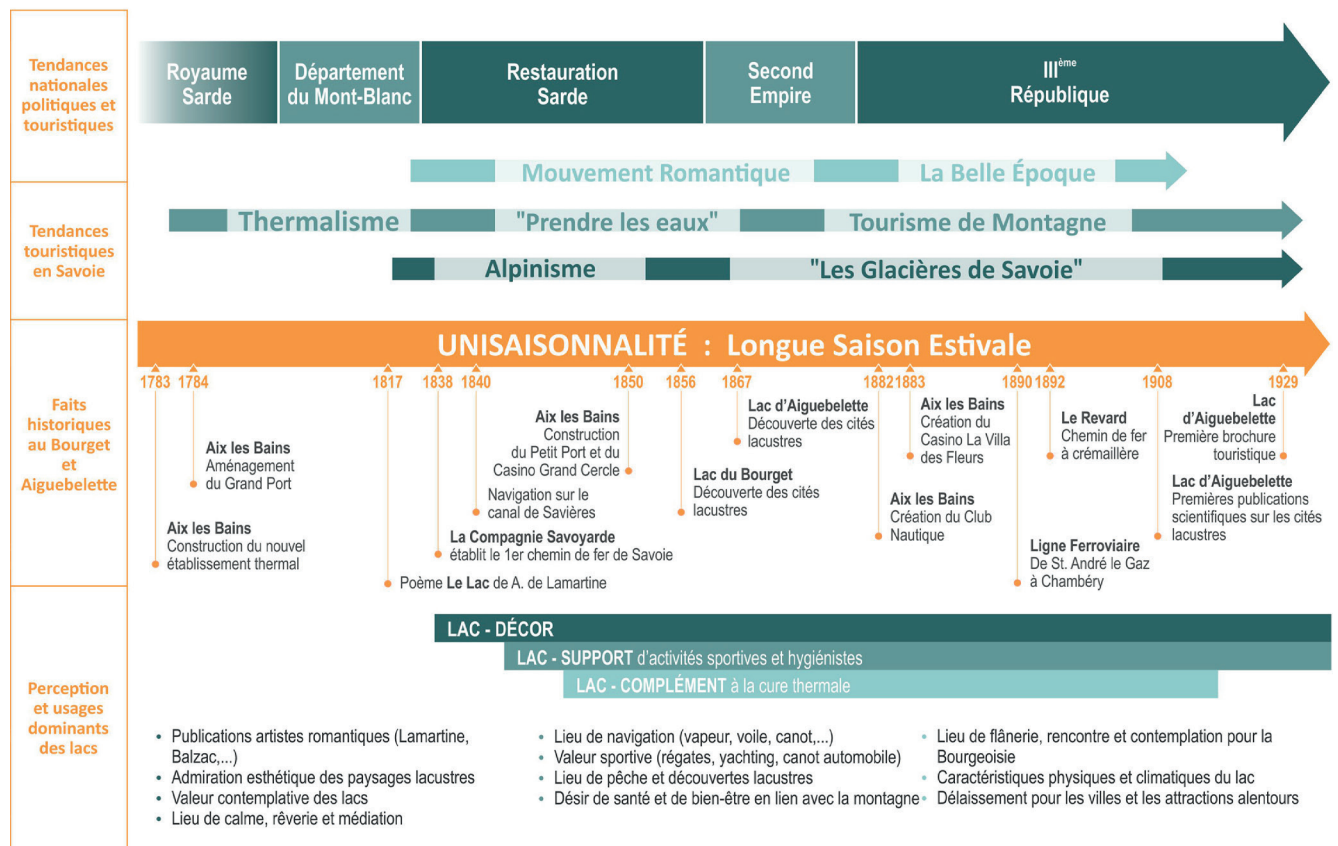 Tendances
nationales
politiques et
touristiques
Royaume
Sarde
Département
du Mont-Blanc
Restauration
Sarde
Second
Empire
IIIème
République
Mouvement Romantique
La Belle Époque
Tendances
touristiques
en Savoie
Thermalisme
"Prendre les eaux"
Tourisme de Montagne
Alpinisme
"Les Glacières de Savoie"
Faits
historiques
au Bourget
et
Aiguebelette
UNISAISONNALITÉ : Longue Saison Estivale
1783
1784
1817
1838
1840
1850
1856
1867
1882
1883
1890
1892
1908
1929
Aix les Bains
Construction du nouvel
établissement thermal
Aix les Bains
Aménagement
du Grand Port
Poème Le Lac de A. de Lamartine
La Compagnie Savoyarde
établit le 1er chemin de fer de Savoie
Navigation sur le
canal de Savières
Aix les Bains
Construction
du Petit Port et du
Casino Grand Cercle
Lac du Bourget
Découverte des cités
lacustres
Lac d'Aiguebelette
Découverte des cités
lacustres
Aix les Bains
Création du Club
Nautique
Aix les Bains
Création du
Casino La Villa
des Fleurs
Ligne Ferroviaire
De St. André le Gaz
à Chambéry
Le Revard
Chemin de fer
à crémaillère
Lac d'Aiguebelette
Premières publications
scientifiques sur les cités
lacustres
Lac
d'Aiguebelette
Première brochure
touristique
Perception
et usages
dominants
des lacs
LAC - DÉCOR
LAC - SUPPORT d'activités sportives et hygiénistes
LAC - COMPLÉMENT à la cure thermale
• Publications artistes romantiques (Lamartine,
Balzac,...)
• Admiration esthétique des paysages lacustres
• Valeur contemplative des lacs
• Lieu de calme, rêverie et médiation
• Lieu de navigation (vapeur, voile, canot,...)
• Valeur sportive (régates, yachting, canot automobile)
• Lieu de pêche et découvertes lacustres
• Désir de santé et de bien-être en lien avec la montagne
• Lieu de flânerie, rencontre et contemplation pour la
Bourgeoisie
• Caractéristiques physiques et climatiques du lac
• Délaissement pour les villes et les attractions alentours